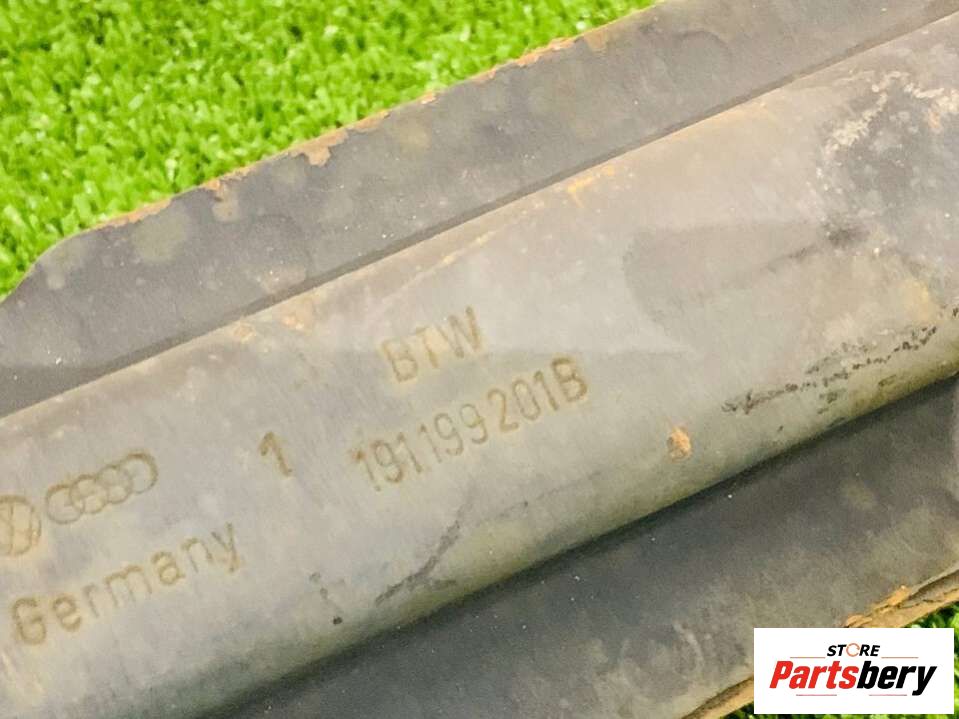 BTW
1 191199201B
Germany
STORE
Partsbery